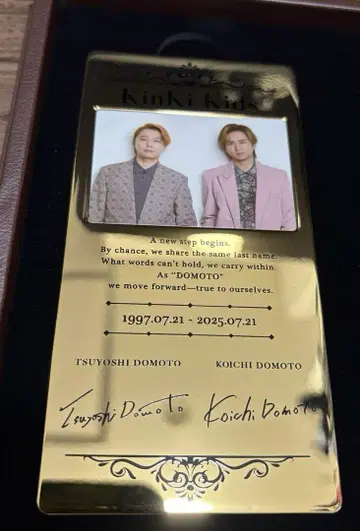 KinKi Kids
A new step begins.
By chance, we share the same last name.
What words can't hold, we carry within.
As "DOMOTO"
we move forward—true to ourselves.
1997.07.21 - 2025.07.21
TSUYOSHI DOMOTO KOICHI DOMOTO
Tsuyoshi Domoto Koichi Domoto